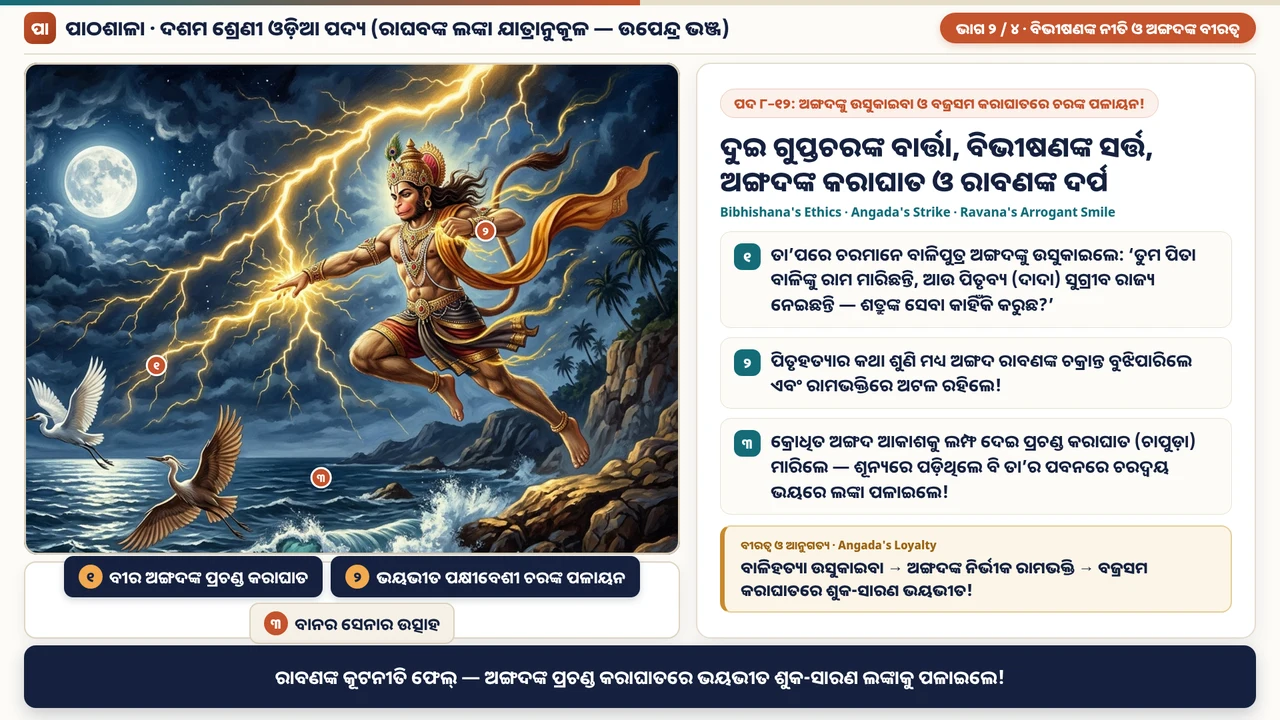 ପା ପାଠଶାଳା · ଦଶମ ଶ୍ରେଣୀ ଓଡ଼ିଆ ପଦ୍ୟ (ରାଘବଙ୍କ ଲଙ୍କା ଯାତ୍ରାନୁକୂଳ — ଉପେନ୍ଦ୍ର ଭଞ୍ଜ)
ଭାଗ ୨ / ୪ · ବିଭୀଷଣଙ୍କ ନୀତି ଓ ଅଙ୍ଗଦଙ୍କ ବୀରତ୍ୱ
୧
୨
୩
୧ ବୀର ଅଙ୍ଗଦଙ୍କ ପ୍ରଚଣ୍ଡ କରାଘାତ
୨ ଭୟଭୀତ ପକ୍ଷୀବେଶୀ ଚରଙ୍କ ପଳାୟନ
୩ ବାନର ସେନାର ଉତ୍ସାହ
ପଦ ୮–୧୨: ଅଙ୍ଗଦଙ୍କୁ ଉସୁକାଇବା ଓ ବଜ୍ରସମ କରାଘାତରେ ଚରଙ୍କ ପଳାୟନ!
ଦୁଇ ଗୁପ୍ତଚରଙ୍କ ବାର୍ତ୍ତା, ବିଭୀଷଣଙ୍କ ସର୍ତ୍ତ,
ଅଙ୍ଗଦଙ୍କ କରାଘାତ ଓ ରାବଣଙ୍କ ଦର୍ପ
Bibhishana's Ethics · Angada's Strike · Ravana's Arrogant Smile
୧ ତା’ପରେ ଚରମାନେ ବାଳିପୁତ୍ର ଅଙ୍ଗଦଙ୍କୁ ଉସୁକାଇଲେ: ‘ତୁମ ପିତା
ବାଳିଙ୍କୁ ରାମ ମାରିଛନ୍ତି, ଆଉ ପିତୃବ୍ୟ (ଦାଦା) ସୁଗ୍ରୀବ ରାଜ୍ୟ
ନେଇଛନ୍ତି — ଶତ୍ରୁଙ୍କ ସେବା କାହିଁକି କରୁଛ?’
୨ ପିତୃହତ୍ୟାର କଥା ଶୁଣି ମଧ୍ୟ ଅଙ୍ଗଦ ରାବଣଙ୍କ ଚକ୍ରାନ୍ତ ବୁଝିପାରିଲେ
ଏବଂ ରାମଭକ୍ତିରେ ଅଟଳ ରହିଲେ!
୩ କ୍ରୋଧିତ ଅଙ୍ଗଦ ଆକାଶକୁ ଲମ୍ଫ ଦେଇ ପ୍ରଚଣ୍ଡ କରାଘାତ (ଚାପୁଡ଼ା)
ମାରିଲେ — ଶୂନ୍ୟରେ ପଡ଼ିଥିଲେ ବି ତା’ର ପବନରେ ଚରଦ୍ୱୟ
ଭୟରେ ଲଙ୍କା ପଳାଇଲେ!
ବୀରତ୍ୱ ଓ ଆନୁଗତ୍ୟ · Angada's Loyalty
ବାଳିହତ୍ୟା ଉସୁକାଇବା → ଅଙ୍ଗଦଙ୍କ ନିର୍ଭୀକ ରାମଭକ୍ତି → ବଜ୍ରସମ
କରାଘାତରେ ଶୁକ-ସାରଣ ଭୟଭୀତ!
ରାବଣଙ୍କ କୂଟନୀତି ଫେଲ୍ — ଅଙ୍ଗଦଙ୍କ ପ୍ରଚଣ୍ଡ କରାଘାତରେ ଭୟଭୀତ ଶୁକ-ସାରଣ ଲଙ୍କାକୁ ପଳାଇଲେ!